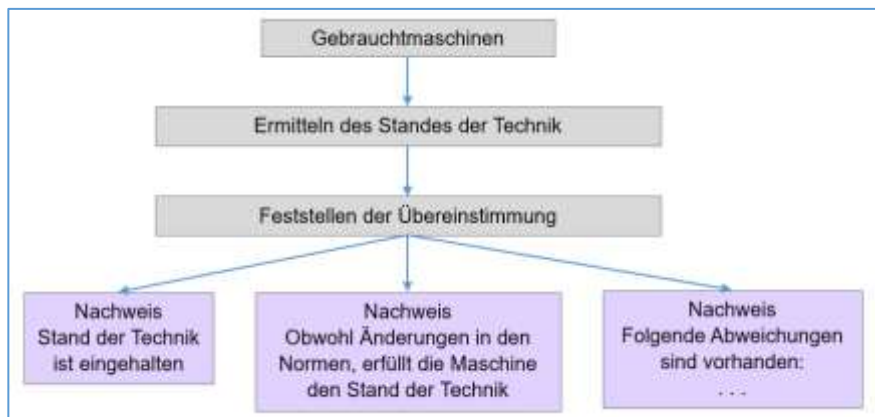 Gebrauchtmaschinen
Ermitteln des Standes der Technik
Feststellen der Übereinstimmung
Nachweis
Stand der Technik
ist eingehalten
Nachweis
Obwohl Änderungen in den
Normen, erfüllt die Maschine
den Stand der Technik
Nachweis
Folgende Abweichungen
sind vorhanden:
. . .